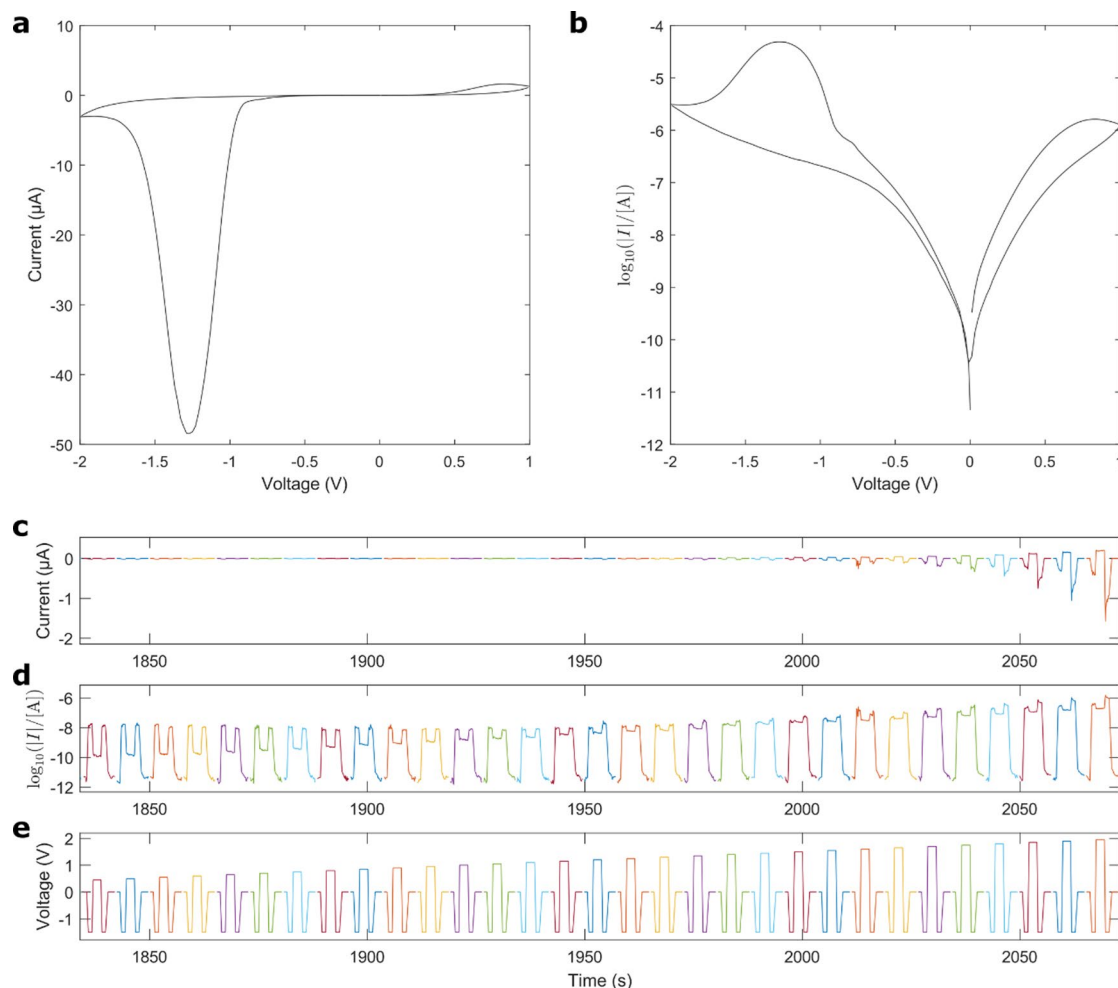 a
10
0
-10
-20
-30
-40
-50
Current (µA)
-2 -1.5 -1 -0.5 0 0.5 1
Voltage (V)
b
-4
-5
-6
-7
-8
-9
-10
-11
-12
log₁₀(|I|/[A])
-2 -1.5 -1 -0.5 0 0.5 1
Voltage (V)
c
0
-1
-2
Current (µA)
1850 1900 1950 2000 2050
d
-6
-8
-10
-12
log₁₀(|I|/[A])
1850 1900 1950 2000 2050
e
2
1
0
-1
Voltage (V)
1850 1900 1950 2000 2050
Time (s)